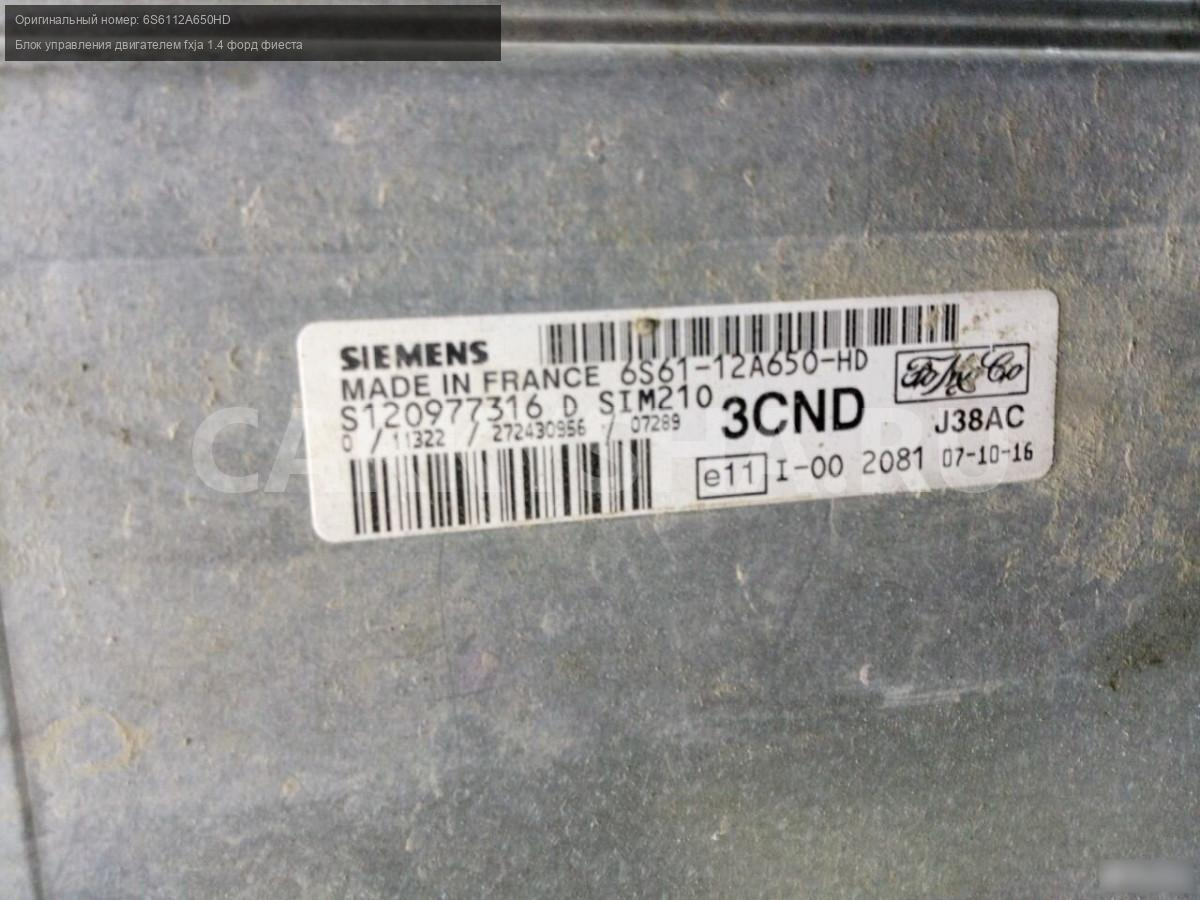 Оригинальный номер: 6S6112A650HD
Блок управления двигателем fxja 1.4 форд фиеста
SIEMENS
MADE IN FRANCE 6S61-12A650-HD
S120977316 D SIM210
0 / 11322 / 272430956 / 07289
3CND
FoMoCo
J38AC
e11 I-00 2081 07-10-16